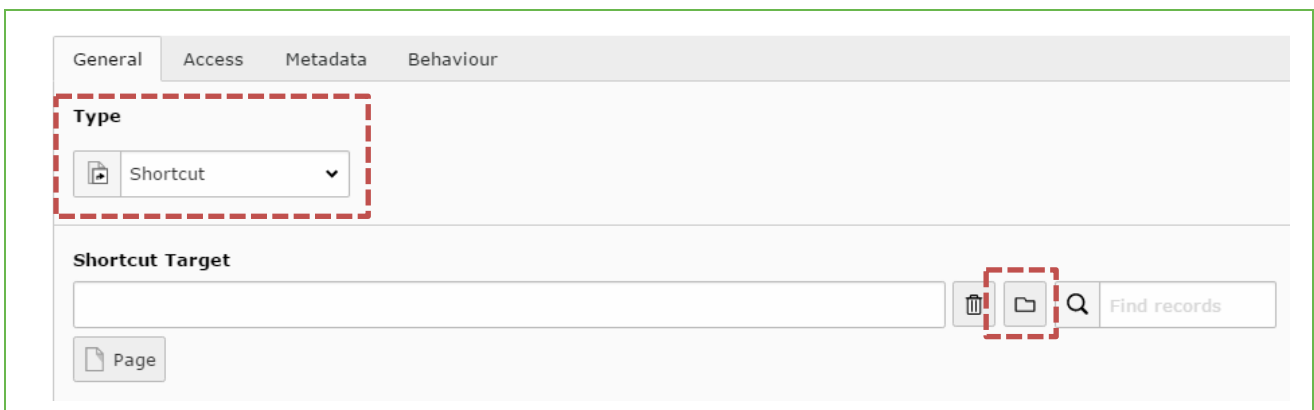 General Access Metadata Behaviour
Type
Shortcut
Shortcut Target
Find records
Page